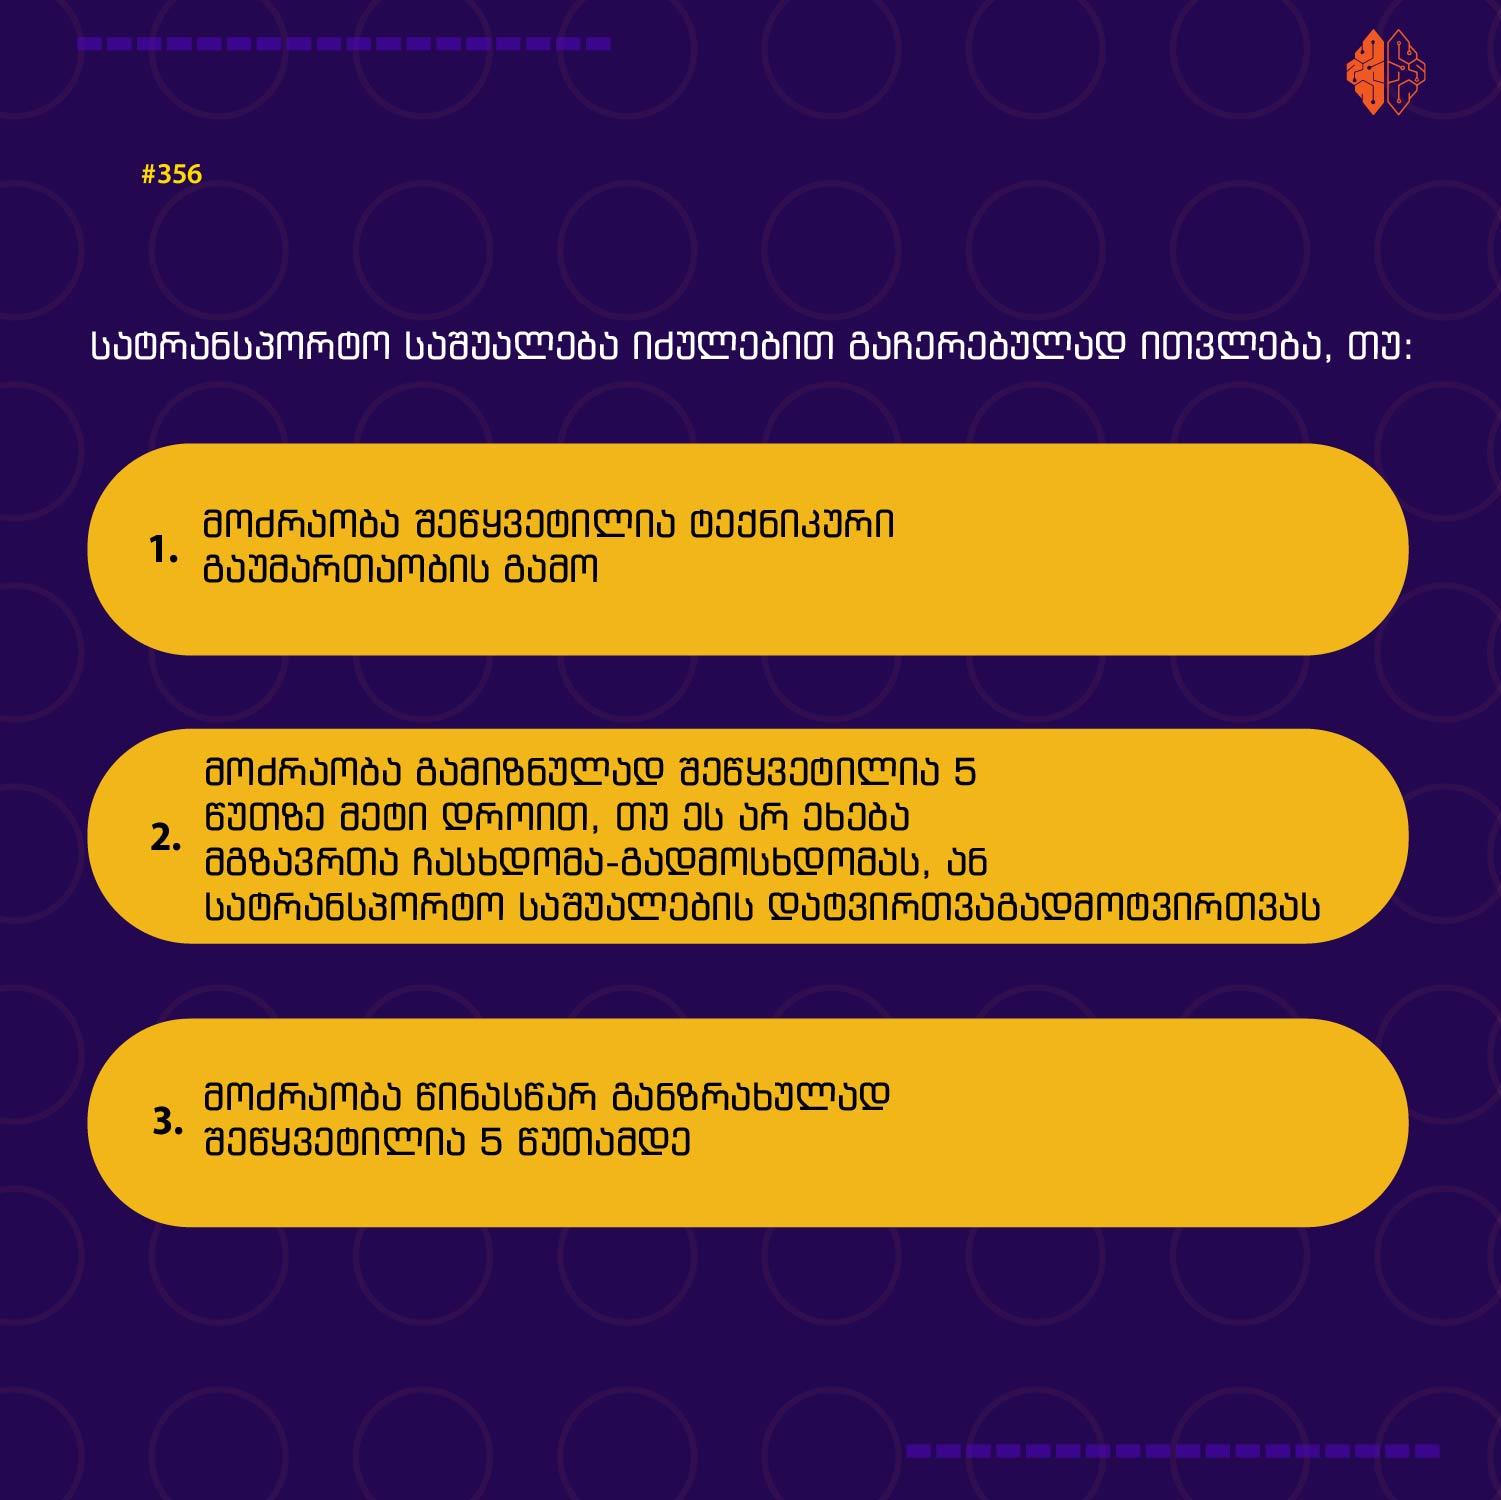 #356
სატრანსპორტო საშუალება იძულებით გაჩერებულად ითვლება, თუ:
1. მოძრაობა შეწყვეტილია ტექნიკური
გაუმართაობის გამო
2. მოძრაობა გამიზნულად შეწყვეტილია 5
წუთზე მეტი დროით, თუ ეს არ ეხება
მგზავრთა ჩასხდომა-გადმოსხდომას, ან
სატრანსპორტო საშუალების დატვირთვაგადმოტვირთვას
3. მოძრაობა წინასწარ განზრახულად
შეწყვეტილია 5 წუთამდე